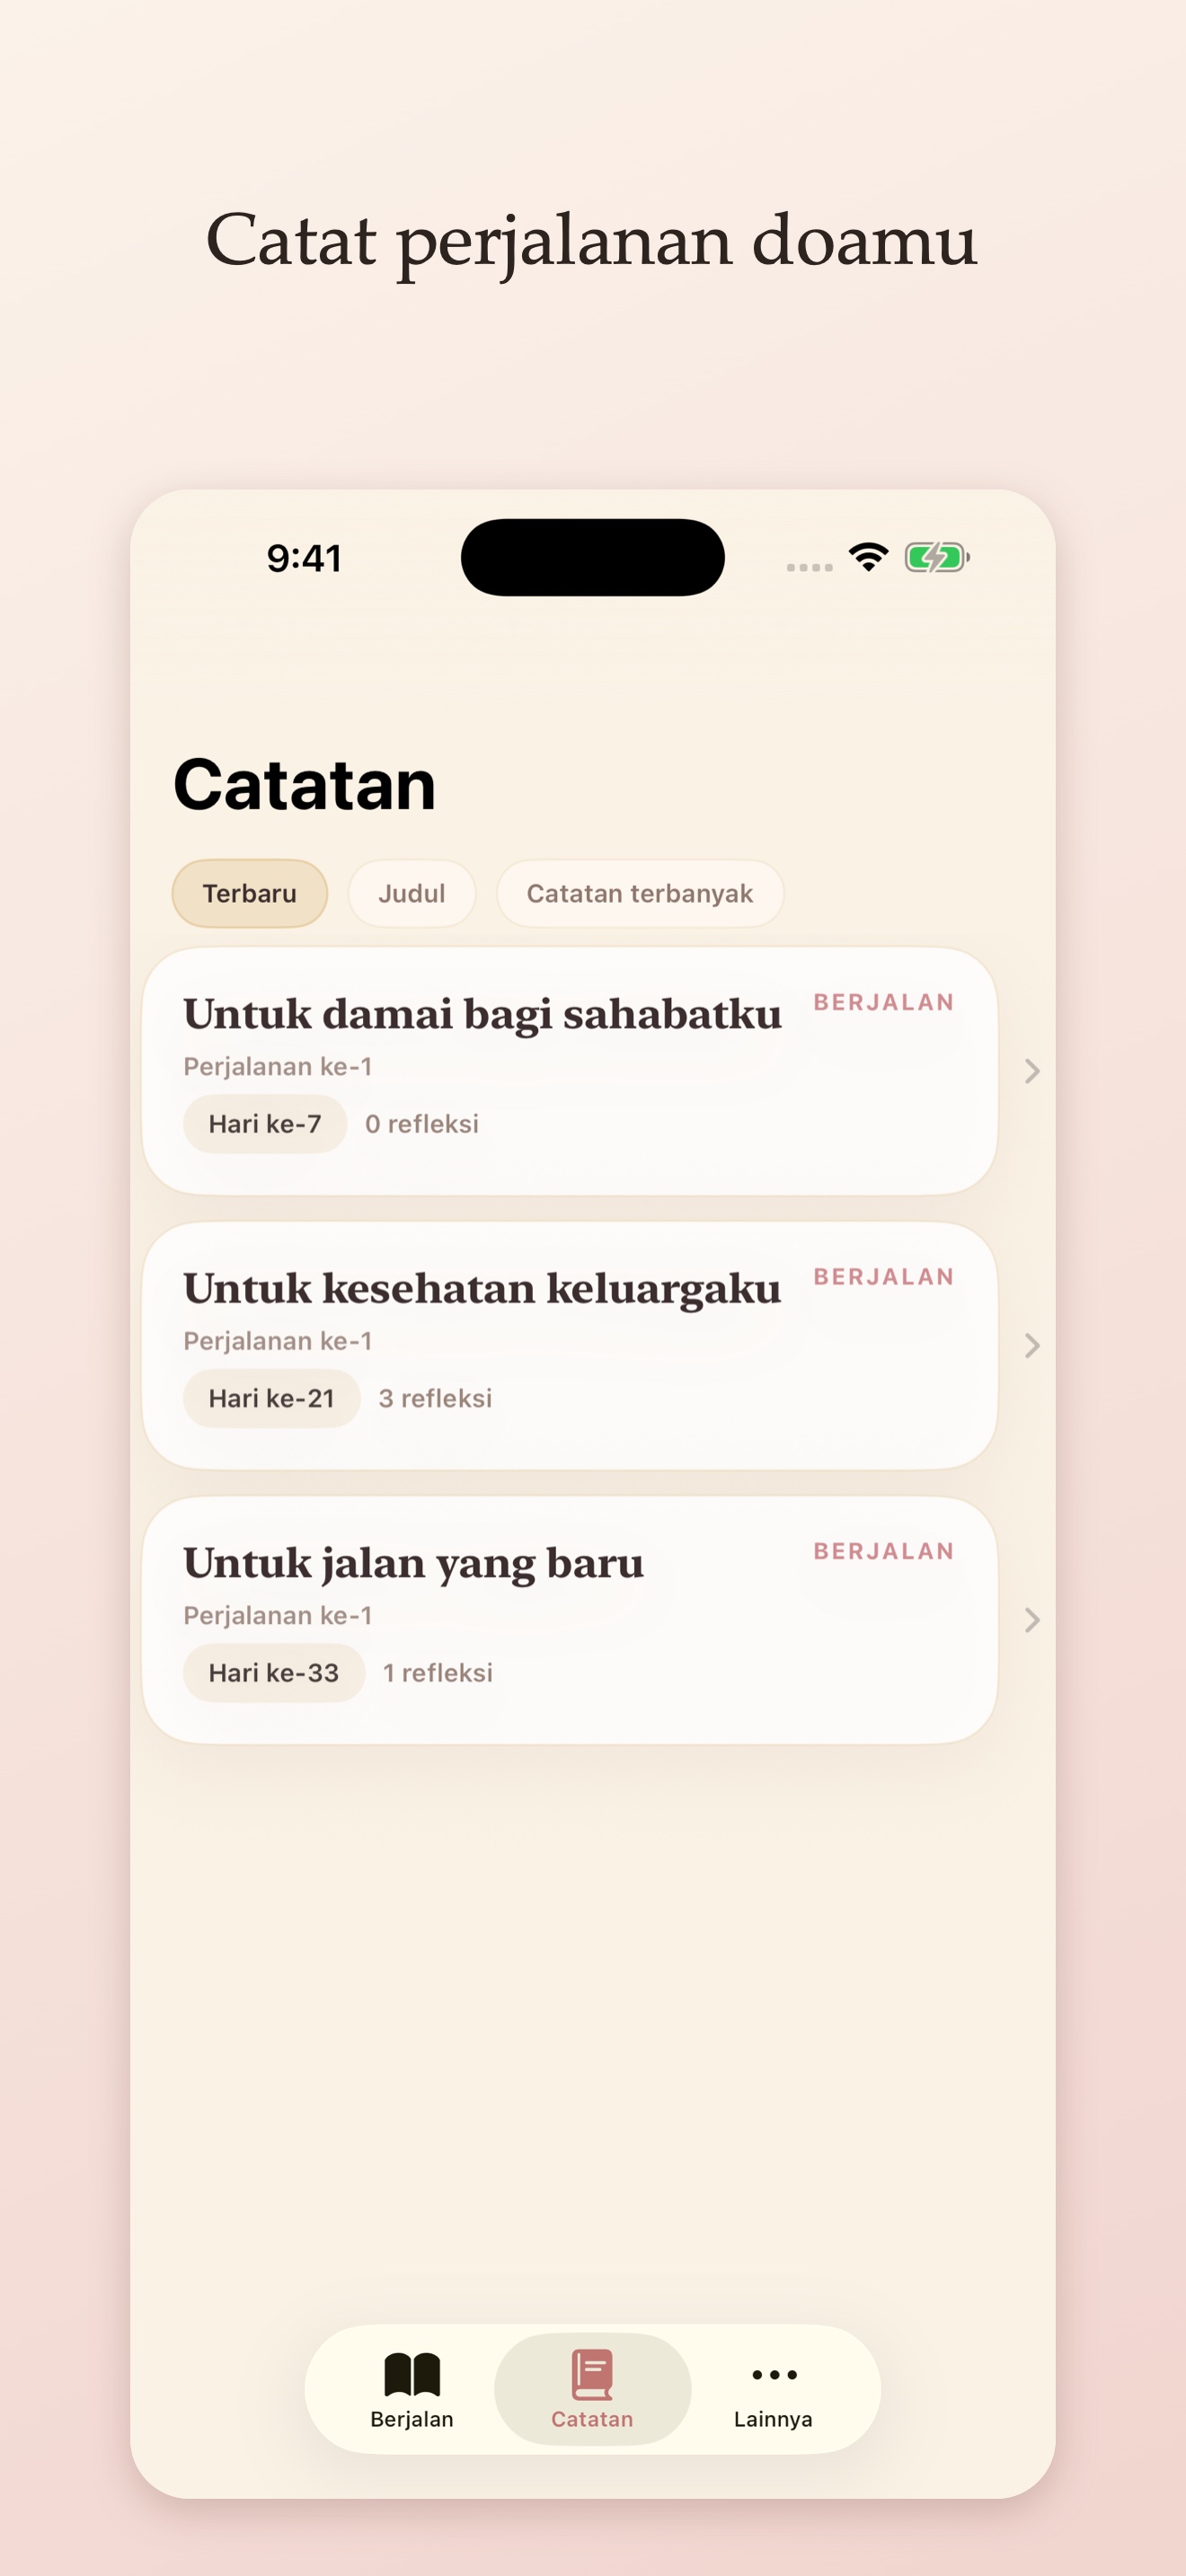 Catat perjalanan doamu
9:41
Catatan
Terbaru
Judul
Catatan terbanyak
Untuk damai bagi sahabatku
BERJALAN
Perjalanan ke-1
Hari ke-7
0 refleksi
Untuk kesehatan keluargaku
BERJALAN
Perjalanan ke-1
Hari ke-21
3 refleksi
Untuk jalan yang baru
BERJALAN
Perjalanan ke-1
Hari ke-33
1 refleksi
Berjalan
Catatan
Lainnya